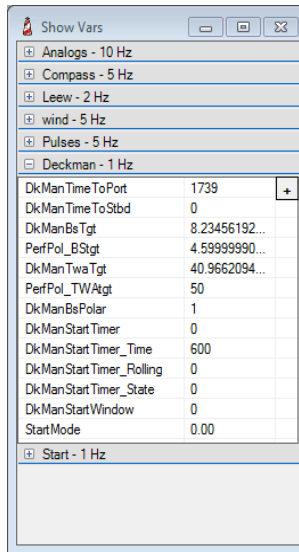 Show Vars
Analogs - 10 Hz
Compass - 5 Hz
Leew - 2 Hz
wind - 5 Hz
Pulses - 5 Hz
Deckman - 1 Hz
DkManTimeToPort 1739 +
DkManTimeToStbd 0
DkManBsTgt 8.23456192...
PerfPol_BStgt 4.59999990...
DkManTwaTgt 40.9662094...
PerfPol_TWAtgt 50
DkManBsPolar 1
DkManStartTimer 0
DkManStartTimer_Time 600
DkManStartTimer_Rolling 0
DkManStartTimer_State 0
DkManStartWindow 0
StartMode 0.00
Start - 1 Hz